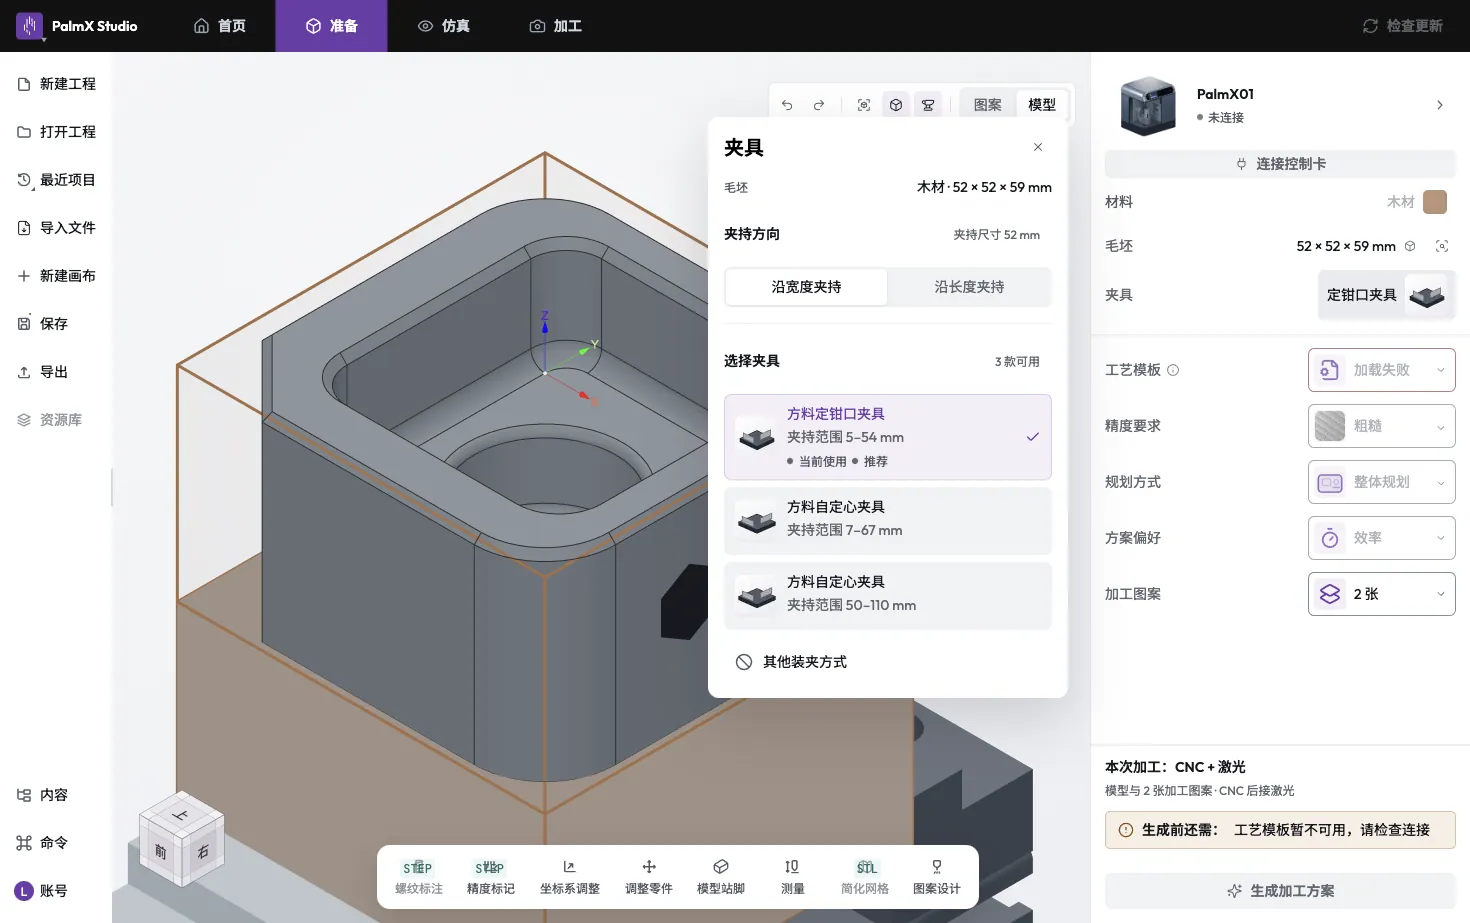 PalmX Studio
首页
准备
仿真
加工
检查更新
新建工程
打开工程
最近项目
导入文件
新建画布
保存
导出
资源库
内容
命令
L 账号
图案
模型
夹具
毛坯
木材 · 52 × 52 × 59 mm
夹持方向
夹持尺寸 52 mm
沿宽度夹持
沿长度夹持
选择夹具
3 款可用
方料定钳口夹具
夹持范围 5–54 mm
当前使用
推荐
方料自定心夹具
夹持范围 7–67 mm
方料自定心夹具
夹持范围 50–110 mm
其他装夹方式
Z
Y
上
前
右
STEP
螺纹标注
STEP
精度标记
坐标系调整
调整零件
模型站脚
测量
STL
简化网格
图案设计
PalmX01
未连接
连接控制卡
材料
木材
毛坯
52 × 52 × 59 mm
夹具
定钳口夹具
工艺模板
加载失败
精度要求
粗糙
规划方式
整体规划
方案偏好
效率
加工图案
2 张
本次加工：CNC + 激光
模型与 2 张加工图案 · CNC 后接激光
生成前还需： 工艺模板暂不可用，请检查连接
生成加工方案